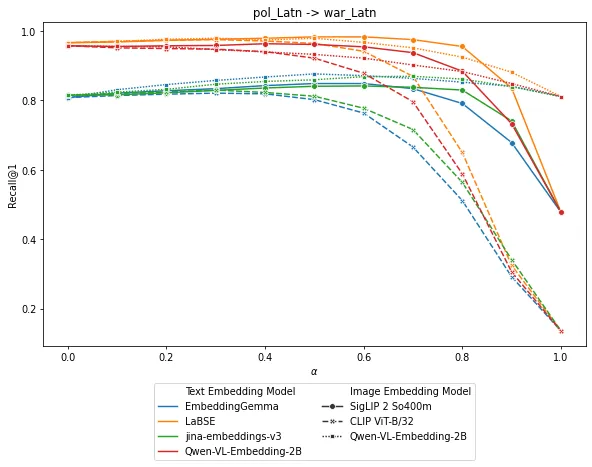 pol_Latn -> war_Latn
1.0
0.8
0.6
0.4
0.2
Recall@1
0.0 0.2 0.4 0.6 0.8 1.0
α
Text Embedding Model Image Embedding Model
EmbeddingGemma SigLIP 2 So400m
LaBSE CLIP ViT-B/32
jina-embeddings-v3 Qwen-VL-Embedding-2B
Qwen-VL-Embedding-2B